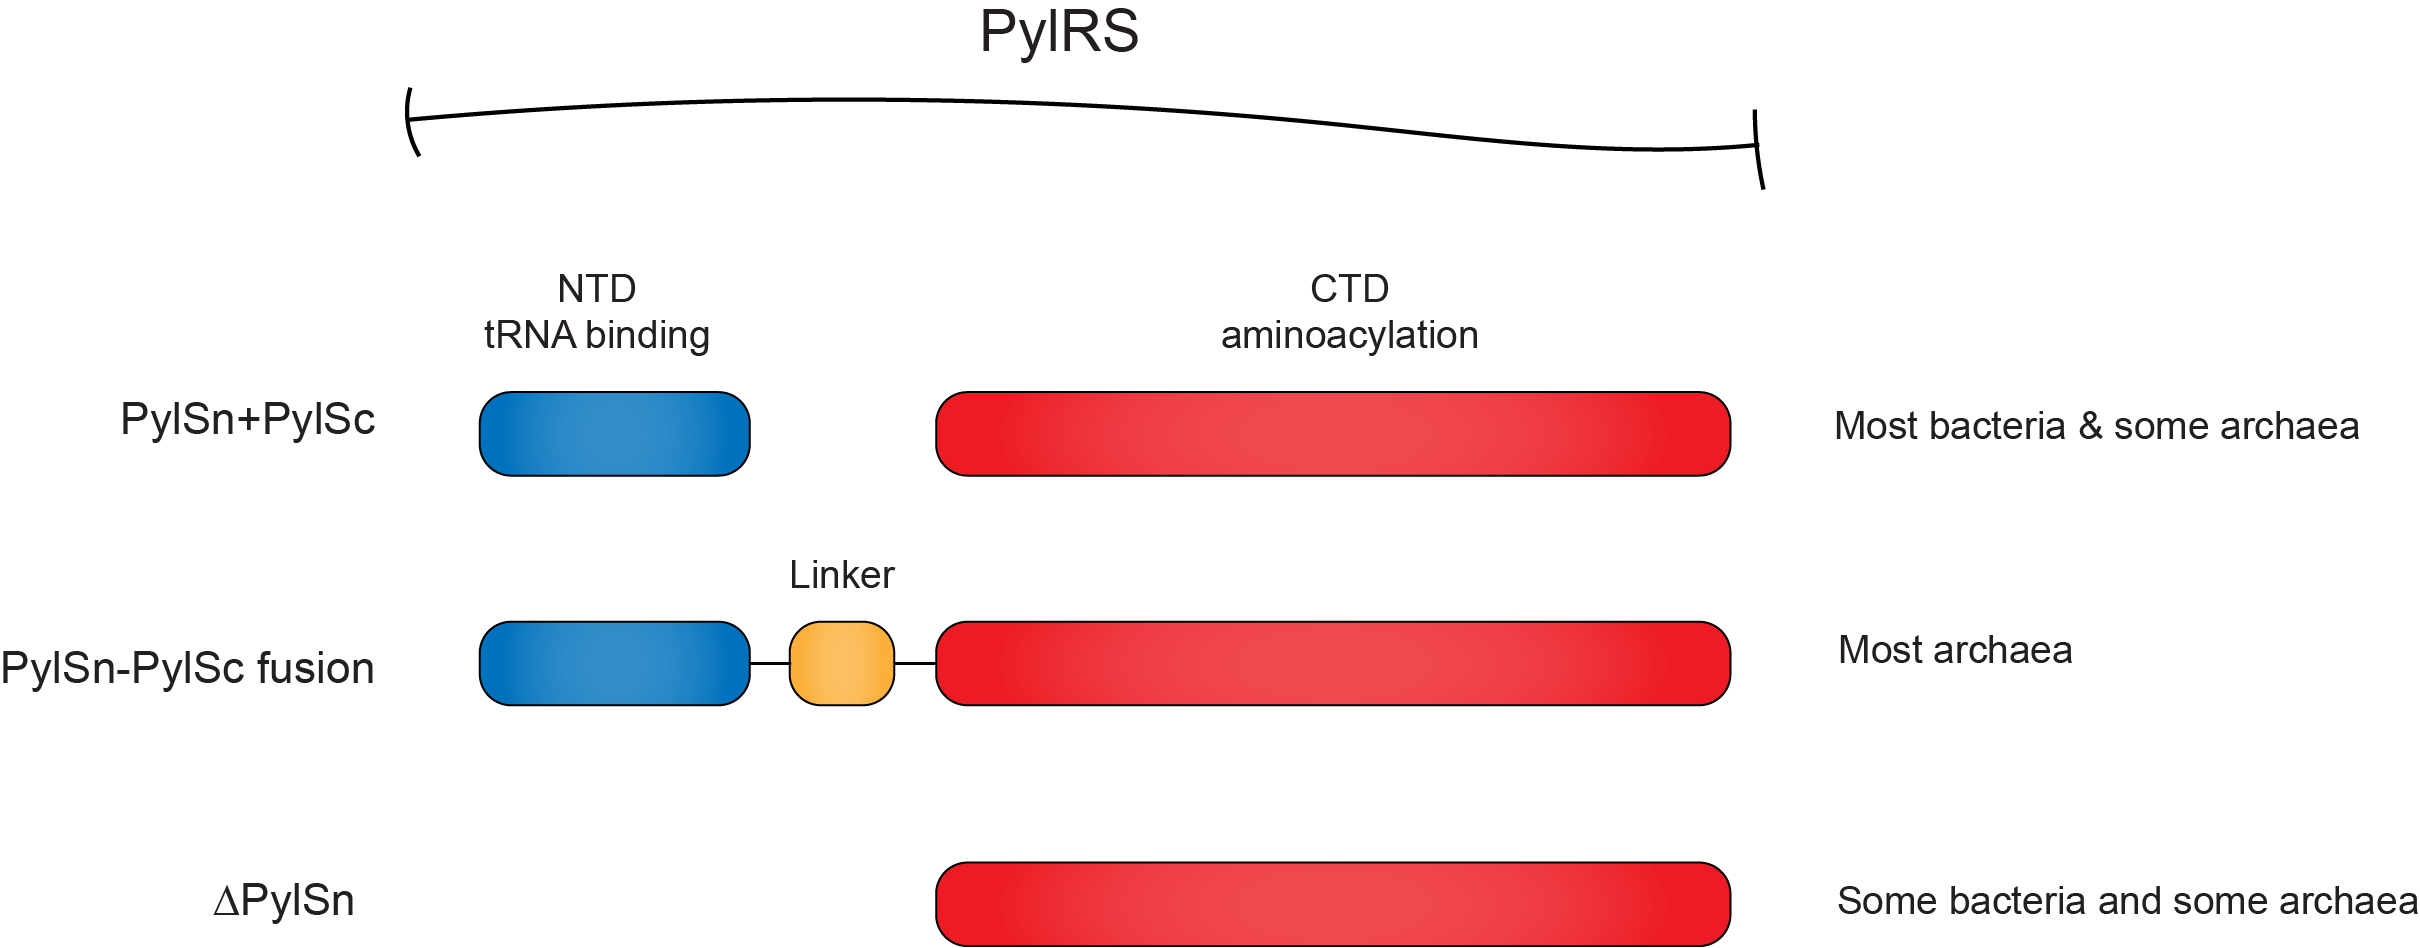 PylRS
NTD
tRNA binding
CTD
aminoacylation
PylSn+PylSc
Most bacteria & some archaea
Linker
PylSn-PylSc fusion
Most archaea
ΔPylSn
Some bacteria and some archaea